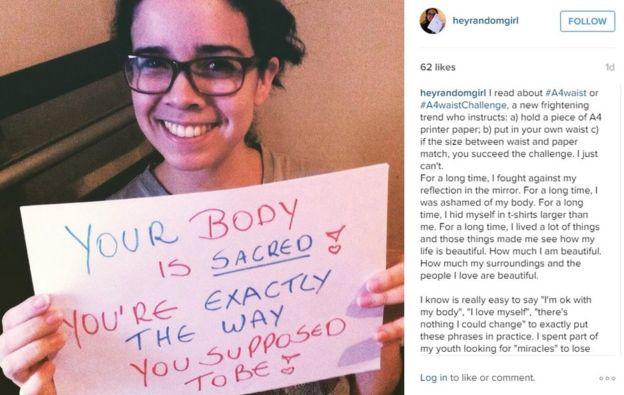 YOUR BODY
IS SACRED!
YOU'RE EXACTLY
THE WAY
YOU SUPPOSED
TO BE!
heyrandomgirl
FOLLOW
62 likes
1d
heyrandomgirl I read about #A4waist or
#A4waistChallenge, a new frightening
trend who instructs: a) hold a piece of A4
printer paper; b) put in your own waist c)
if the size between waist and paper
match, you succeed the challenge. I just
can't.
For a long time, I fought against my
reflection in the mirror. For a long time, I
was ashamed of my body. For a long
time, I hid myself in t-shirts larger than
me. For a long time, I lived a lot of things
and those things made me see how my
life is beautiful. How much I am beautiful.
How much my surroundings and the
people I love are beautiful.
I know is really easy to say "I'm ok with
my body", "I love myself", "there's
nothing I could change" to exactly put
these phrases in practice. I spent part of
my youth looking for "miracles" to lose
Log in to like or comment.